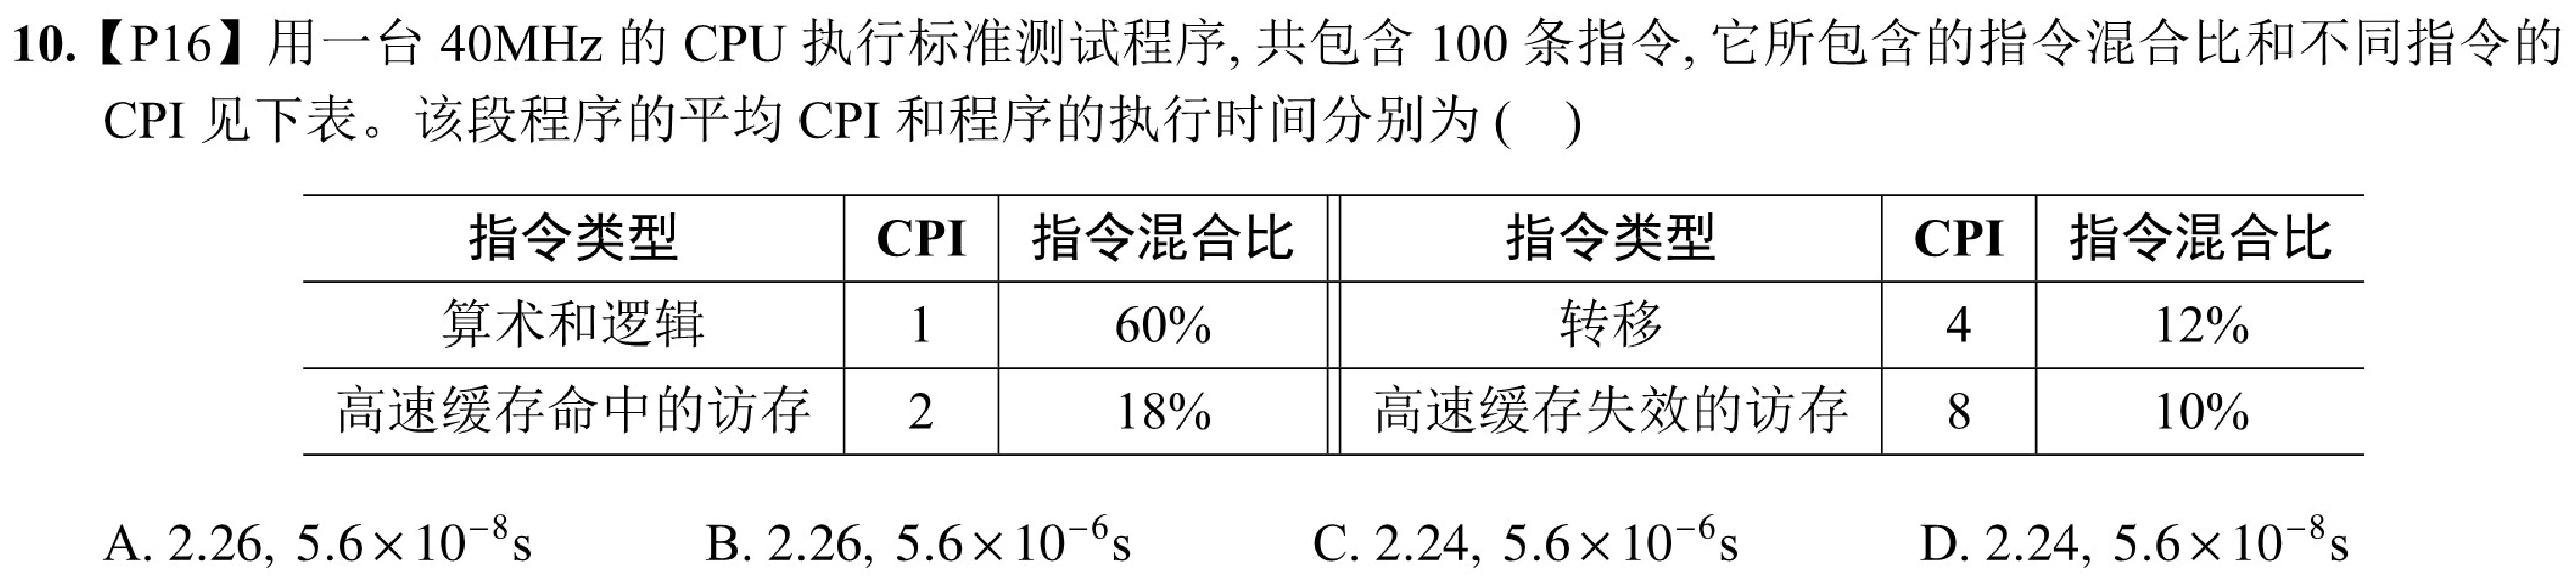 10.【P16】用一台 40MHz 的 CPU 执行标准测试程序, 共包含 100 条指令, 它所包含的指令混合比和不同指令的
CPI 见下表。该段程序的平均 CPI 和程序的执行时间分别为 (   )
指令类型 CPI 指令混合比 指令类型 CPI 指令混合比
算术和逻辑 1 60% 转移 4 12%
高速缓存命中的访存 2 18% 高速缓存失效的访存 8 10%
A. 2.26, 5.6×10⁻⁸s B. 2.26, 5.6×10⁻⁶s C. 2.24, 5.6×10⁻⁶s D. 2.24, 5.6×10⁻⁸s